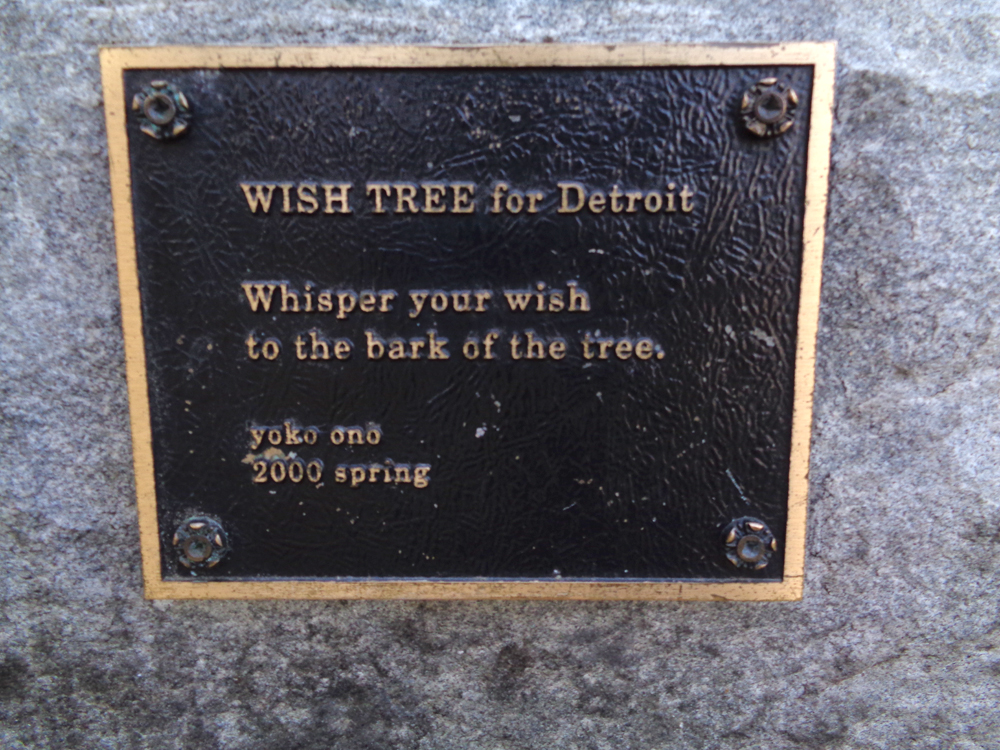 WISH TREE for Detroit
Whisper your wish
to the bark of the tree.
yoko ono
2000 spring